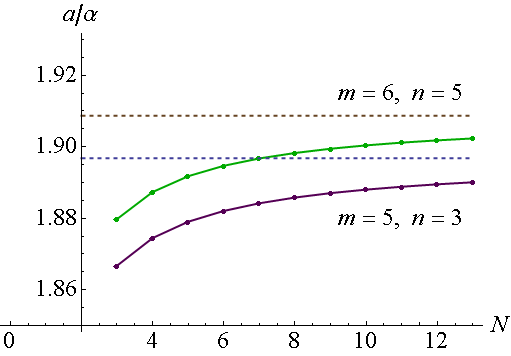 a/α
1.92
m = 6, n = 5
1.90
1.88
m = 5, n = 3
1.86
N
0 4 6 8 10 12